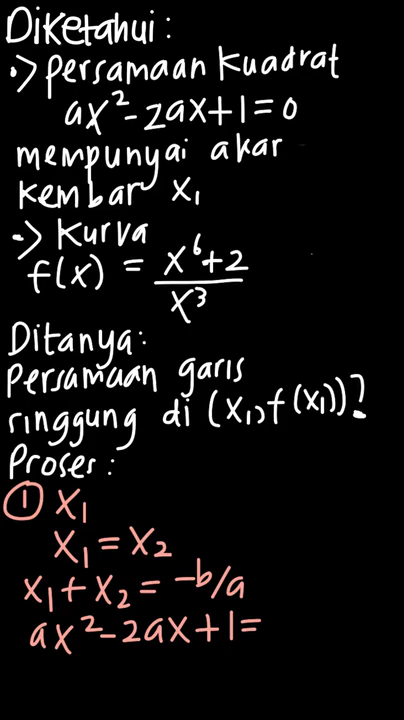 Diketahui:
•> Persamaan Kuadrat
ax²-2ax+1=0
mempunyai akar
kembar x₁
•> Kurva
f(x) = x⁶+2 / x³
Ditanya:
Persamaan garis
ringgung di (x₁,f(x₁))?
Proses:
① x₁
x₁ = x₂
x₁+x₂ = -b/a
ax²-2ax+1=